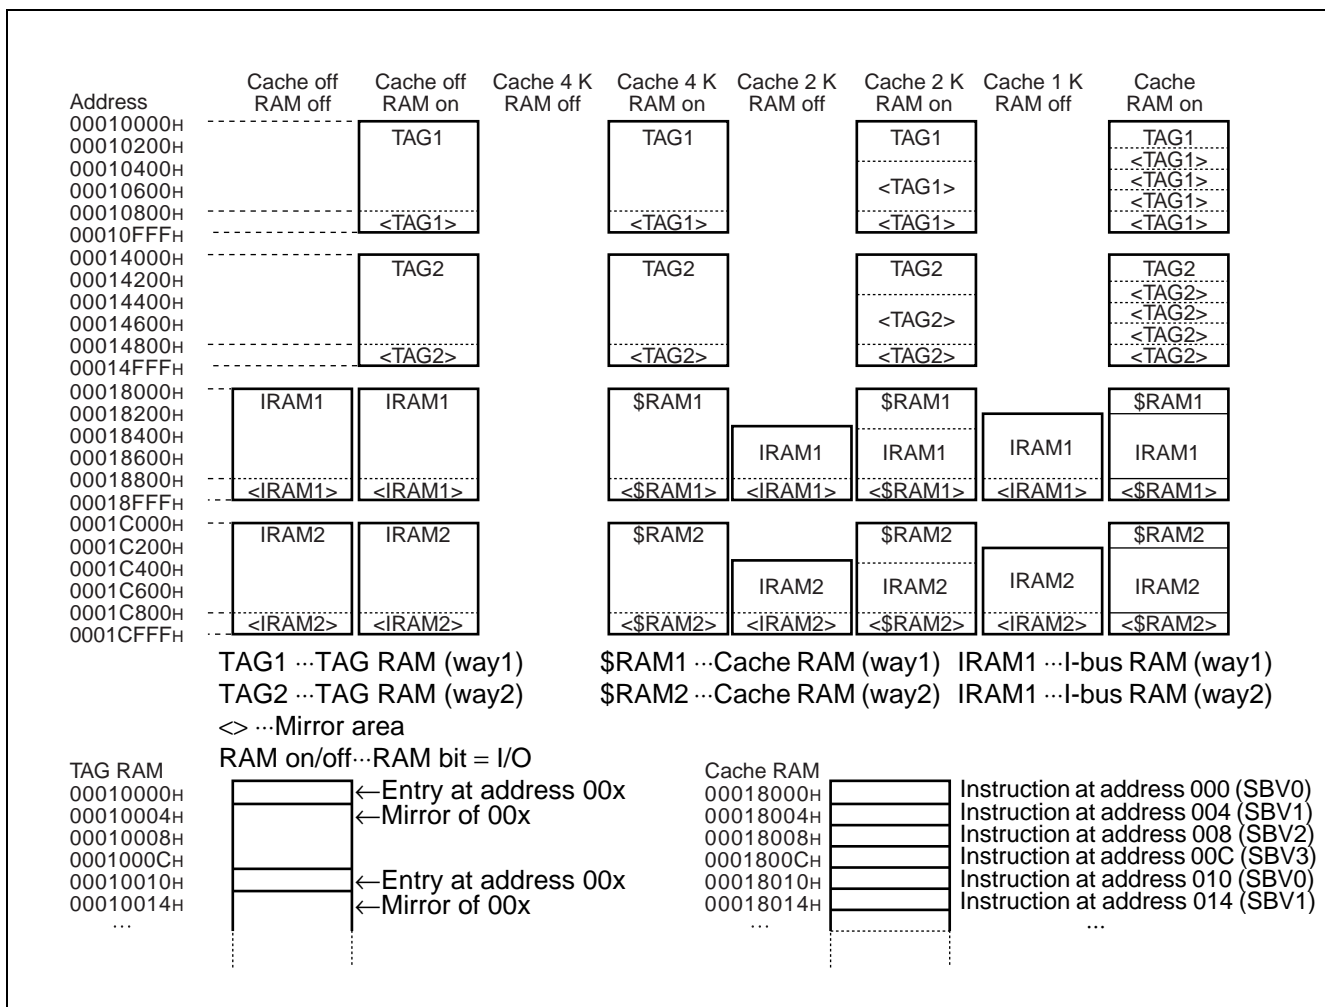 Cache off Cache off Cache 4 K Cache 4 K Cache 2 K Cache 2 K Cache 1 K Cache
Address RAM off RAM on RAM off RAM on RAM off RAM on RAM off RAM on
00010000H
00010200H TAG1 TAG1 TAG1 TAG1
<TAG1>
00010400H
<TAG1> <TAG1>
00010600H
<TAG1>
00010800H
<TAG1> <TAG1> <TAG1> <TAG1>
00010FFFH
00014000H
TAG2 TAG2 TAG2 TAG2
00014200H
<TAG2>
00014400H
<TAG2> <TAG2>
00014600H
<TAG2>
00014800H
<TAG2> <TAG2> <TAG2> <TAG2>
00014FFFH
00018000H
IRAM1 IRAM1 $RAM1 $RAM1 $RAM1
00018200H
00018400H
IRAM1 IRAM1 IRAM1 IRAM1
00018600H
00018800H
<IRAM1> <IRAM1> <$RAM1> <IRAM1> <$RAM1> <IRAM1> <$RAM1>
00018FFFH
0001C000H
IRAM2 IRAM2 $RAM2 $RAM2 $RAM2
0001C200H
0001C400H
IRAM2 IRAM2 IRAM2 IRAM2
0001C600H
0001C800H
<IRAM2> <IRAM2> <$RAM2> <IRAM2> <$RAM2> <IRAM2> <$RAM2>
0001CFFFH
TAG1 ···TAG RAM (way1) $RAM1 ···Cache RAM (way1) IRAM1 ···I-bus RAM (way1)
TAG2 ···TAG RAM (way2) $RAM2 ···Cache RAM (way2) IRAM1 ···I-bus RAM (way2)
<> ···Mirror area
RAM on/off···RAM bit = I/O
TAG RAM
00010000H ←Entry at address 00x
00010004H ←Mirror of 00x
00010008H
0001000CH
00010010H ←Entry at address 00x
00010014H ←Mirror of 00x
...
Cache RAM
00018000H Instruction at address 000 (SBV0)
00018004H Instruction at address 004 (SBV1)
00018008H Instruction at address 008 (SBV2)
0001800CH Instruction at address 00C (SBV3)
00018010H Instruction at address 010 (SBV0)
00018014H Instruction at address 014 (SBV1)
... ...